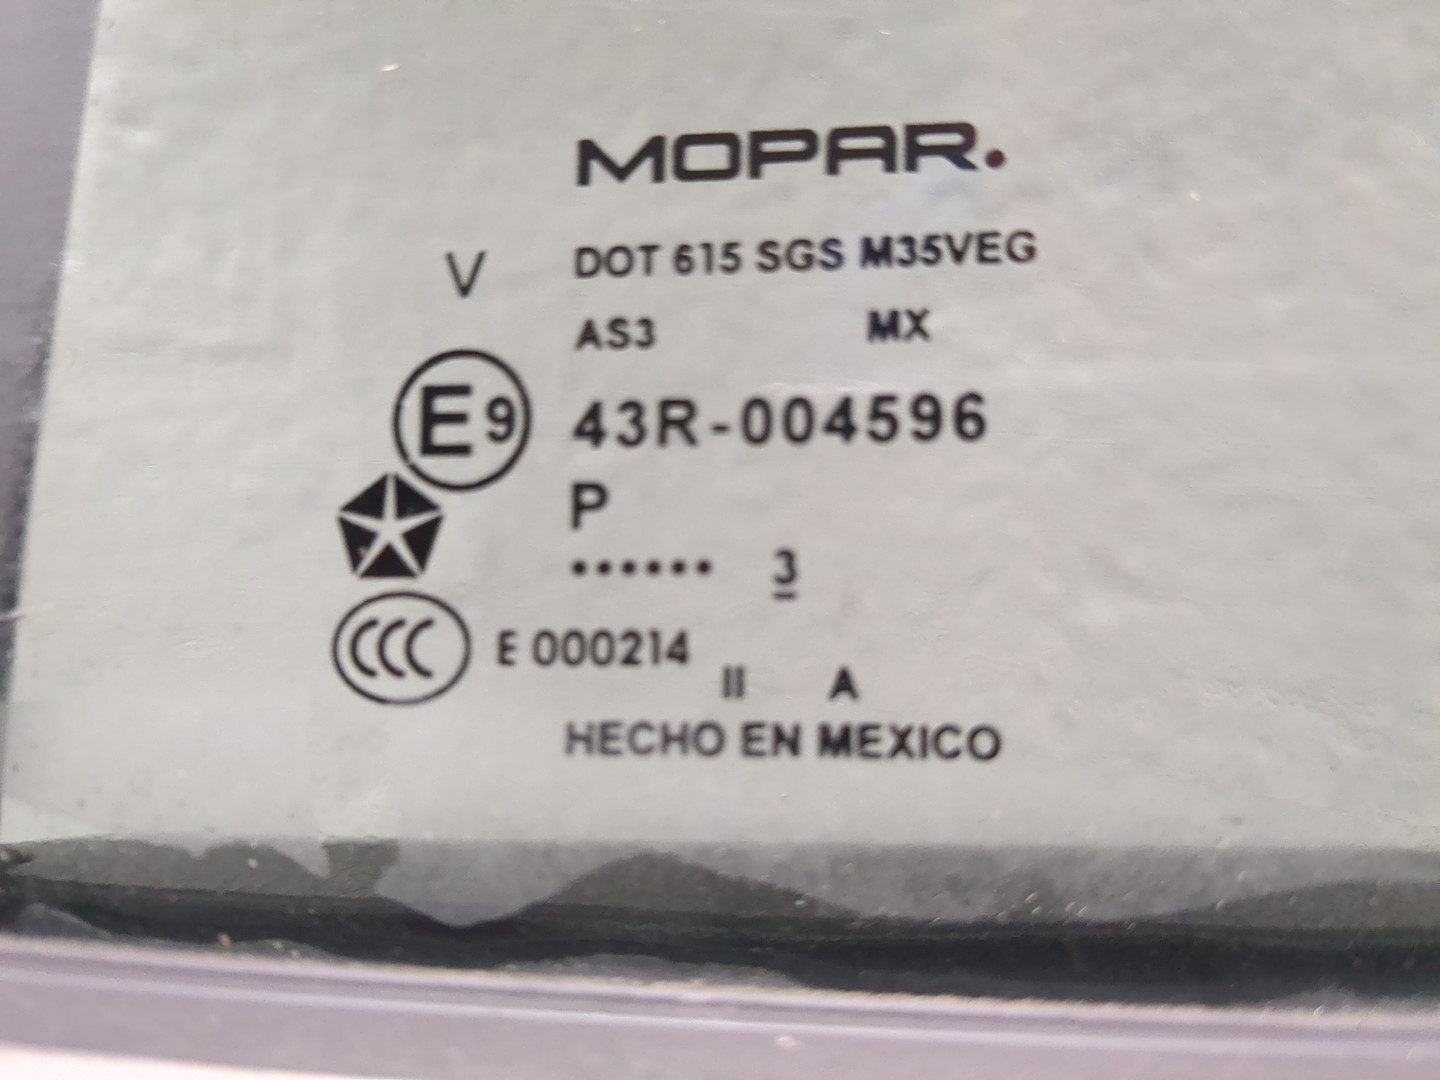 MOPAR.
V DOT 615 SGS M35VEG
AS3 MX
E9 43R-004596
P
...... 3
CCC E 000214
II A
HECHO EN MEXICO